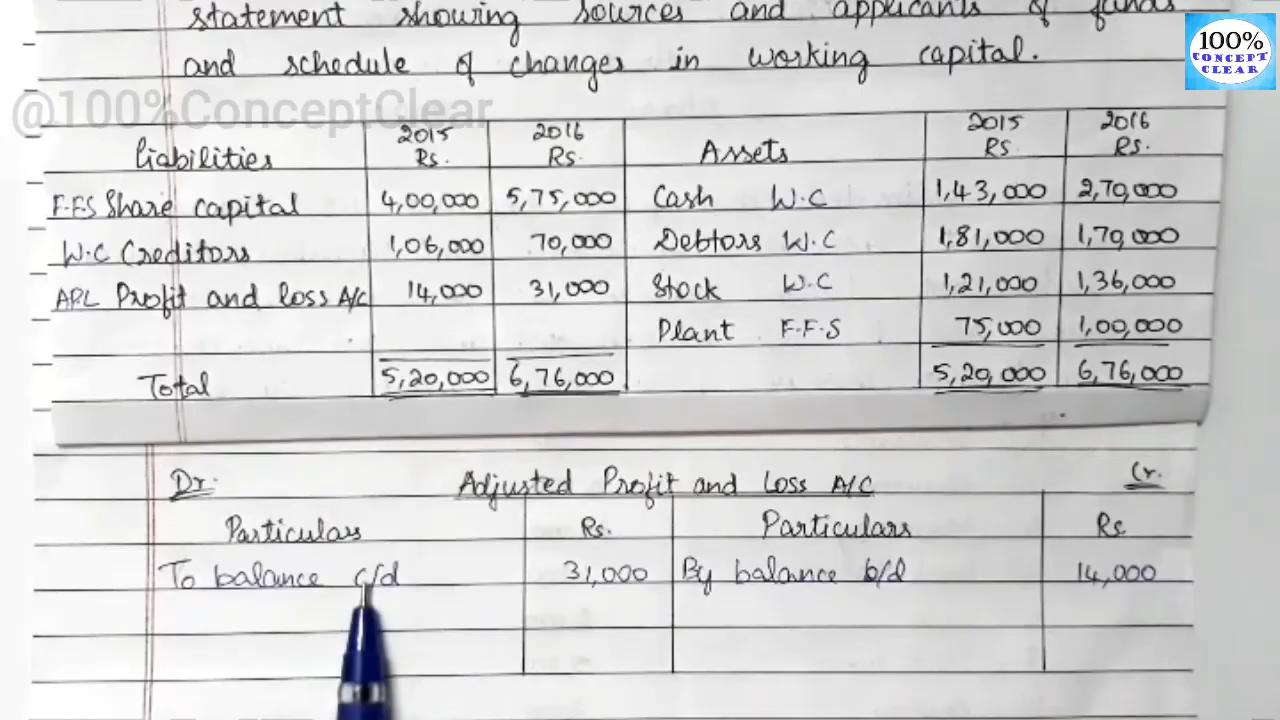 statement showing sources and applicants of funds
and schedule of changes in working capital.
100%
CONCEPT
CLEAR
@100%ConceptClear
Liabilities 2015 Rs. 2016 Rs. Assets 2015 Rs 2016 Rs.
F.F.S Share capital 4,00,000 5,75,000 Cash W.C 1,43,000 2,70,000
W.C Creditors 1,06,000 70,000 Debtors W.C 1,81,000 1,70,000
APL Profit and loss A/C 14,000 31,000 Stock W.C 1,21,000 1,36,000
Plant F.F.S 75,000 1,00,000
Total 5,20,000 6,76,000 5,20,000 6,76,000
Dr. Adjusted Profit and Loss A/C Cr.
Particulars Rs. Particulars Rs.
To balance c/d 31,000 By balance b/d 14,000